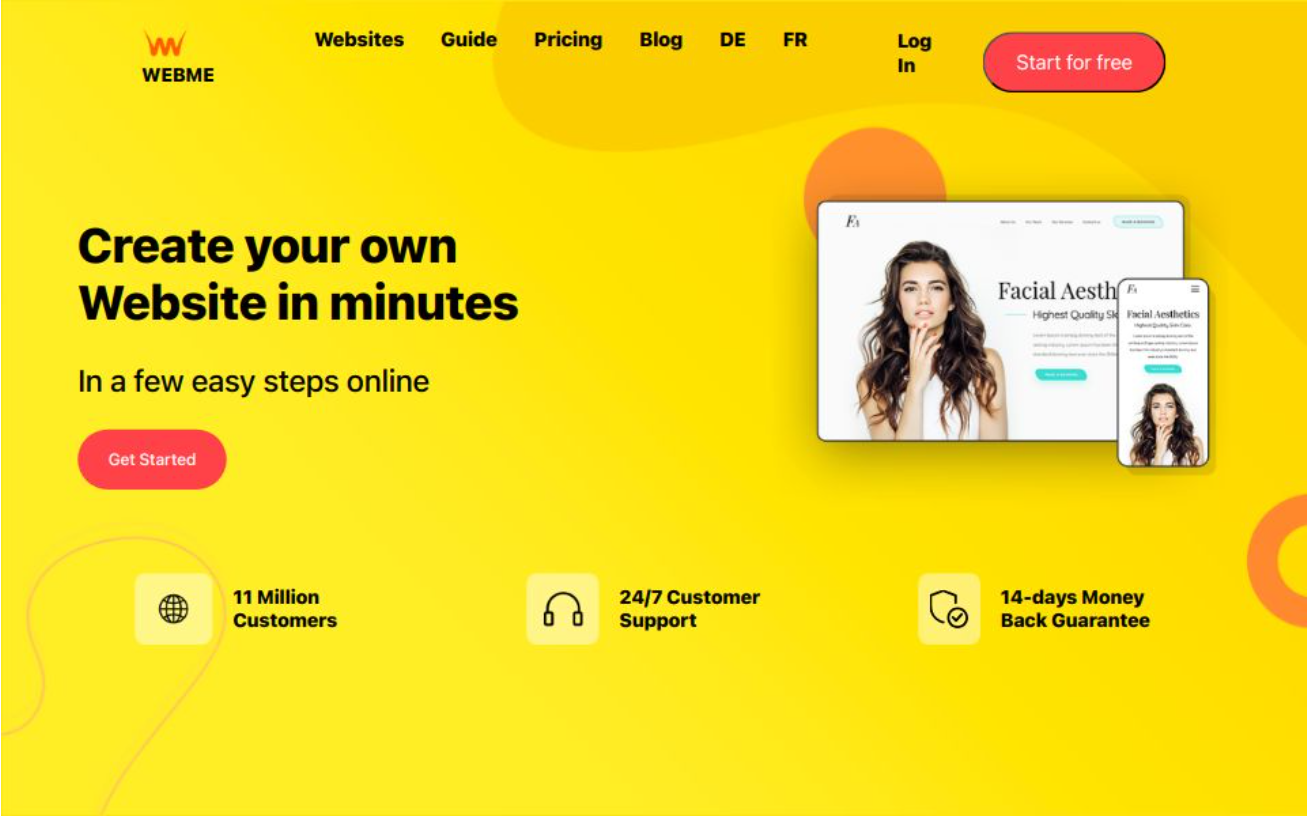 WEBME
Websites Guide Pricing Blog DE FR
Log
In
Start for free
Create your own
Website in minutes
In a few easy steps online
Get Started
FA
Facial Aesth
Highest Quality
FA
Facial Aesthetics
Highest Quality Skin Care
11 Million
Customers
24/7 Customer
Support
14-days Money
Back Guarantee